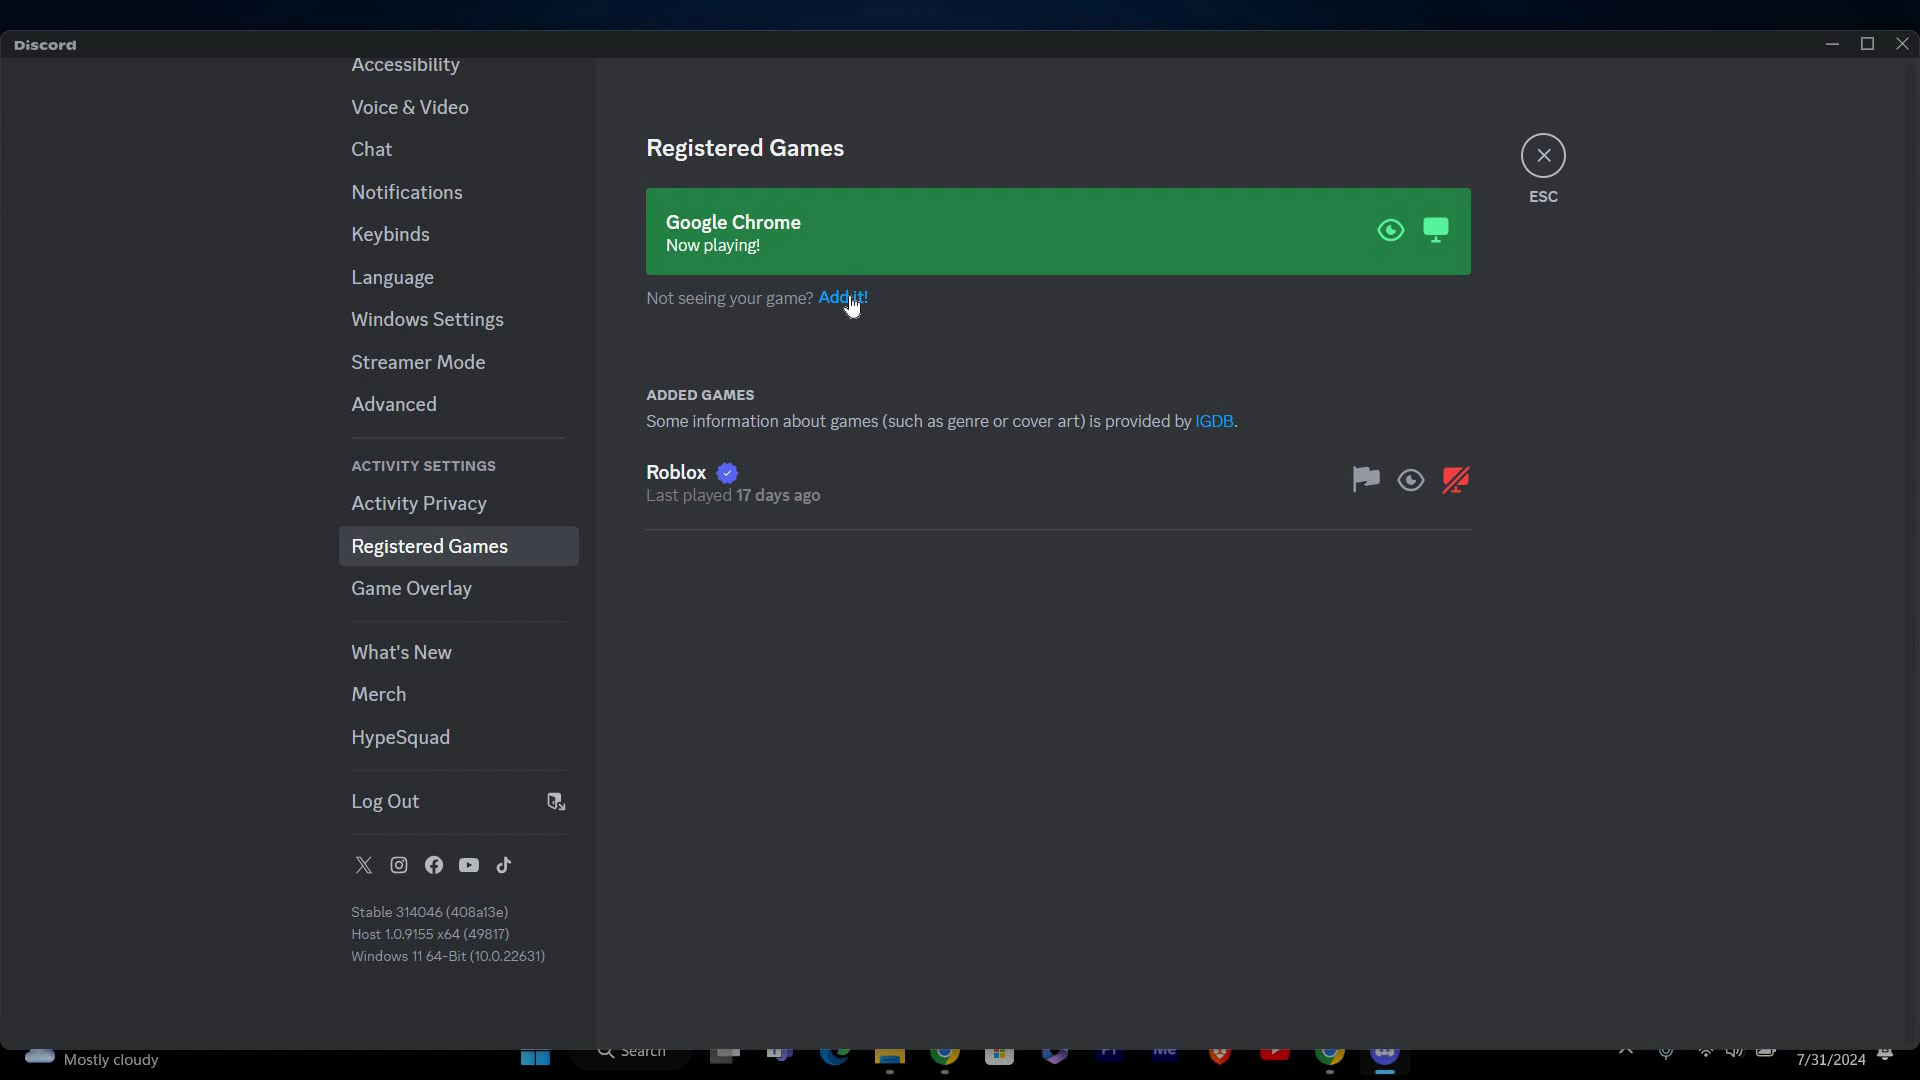 Discord
Accessibility
Voice & Video
Chat
Notifications
Keybinds
Language
Windows Settings
Streamer Mode
Advanced
ACTIVITY SETTINGS
Activity Privacy
Registered Games
Game Overlay
What's New
Merch
HypeSquad
Log Out
Stable 314046 (408a13e)
Host 1.0.9155 x64 (49817)
Windows 11 64-Bit (10.0.22631)
Registered Games
Google Chrome
Now playing!
Not seeing your game? Add it!
ADDED GAMES
Some information about games (such as genre or cover art) is provided by IGDB.
Roblox
Last played 17 days ago
ESC
Mostly cloudy
Search
Pr
Me
7/31/2024